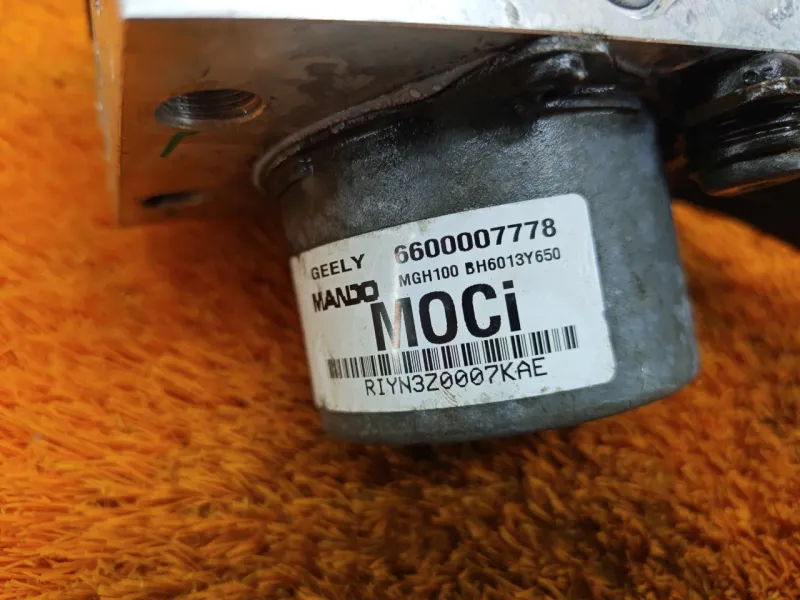 GEELY 6600007778
MANDO MGH100 BH6013Y650
MOCi
RIYN3Z0007KAE